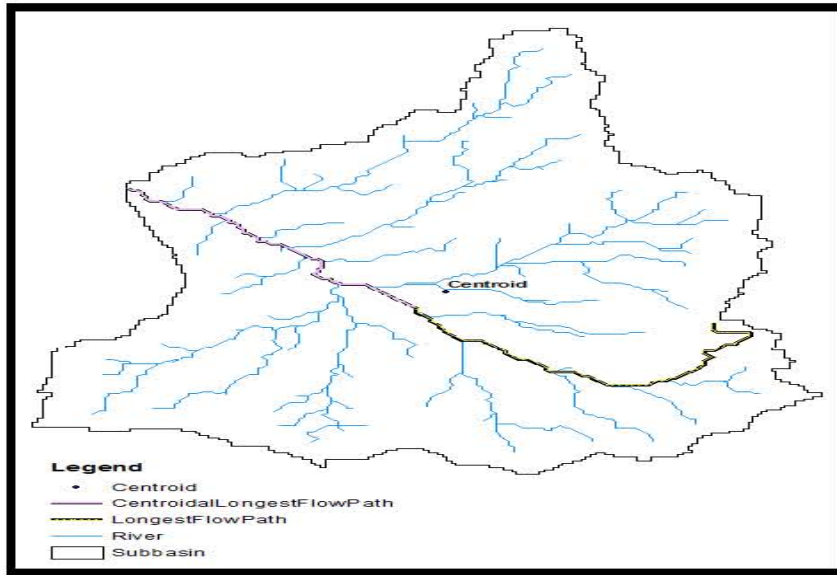 Centroid
Legend
Centroid
CentroidalLongestFlowPath
LongestFlowPath
River
Subbasin